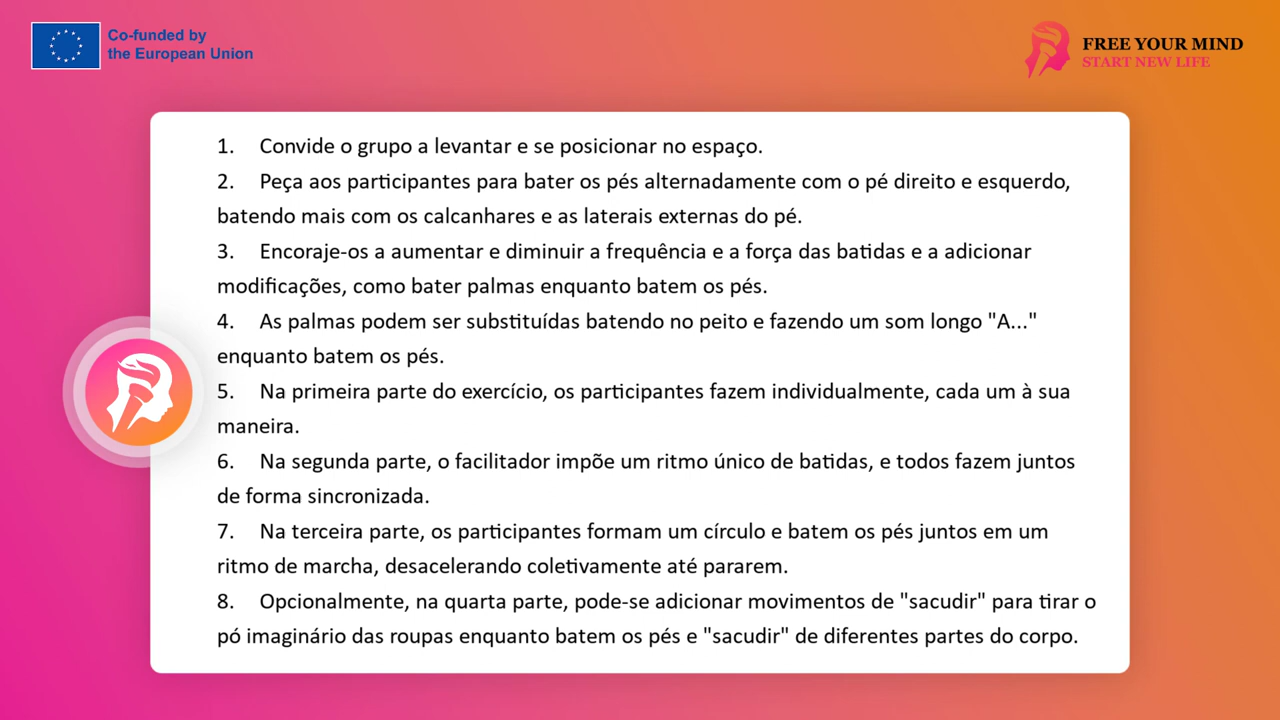 Co-funded by
the European Union
FREE YOUR MIND
START NEW LIFE
1. Convide o grupo a levantar e se posicionar no espaço.
2. Peça aos participantes para bater os pés alternadamente com o pé direito e esquerdo,
batendo mais com os calcanhares e as laterais externas do pé.
3. Encoraje-os a aumentar e diminuir a frequência e a força das batidas e a adicionar
modificações, como bater palmas enquanto batem os pés.
4. As palmas podem ser substituídas batendo no peito e fazendo um som longo "A..."
enquanto batem os pés.
5. Na primeira parte do exercício, os participantes fazem individualmente, cada um à sua
maneira.
6. Na segunda parte, o facilitador impõe um ritmo único de batidas, e todos fazem juntos
de forma sincronizada.
7. Na terceira parte, os participantes formam um círculo e batem os pés juntos em um
ritmo de marcha, desacelerando coletivamente até pararem.
8. Opcionalmente, na quarta parte, pode-se adicionar movimentos de "sacudir" para tirar o
pó imaginário das roupas enquanto batem os pés e "sacudir" de diferentes partes do corpo.